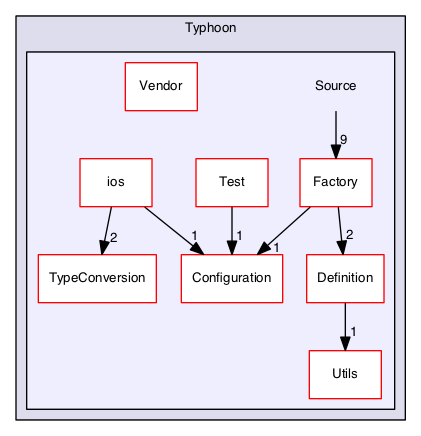 Typhoon
Vendor
Source
9
ios
Test
Factory
2
1
1
1
2
TypeConversion
Configuration
Definition
1
Utils